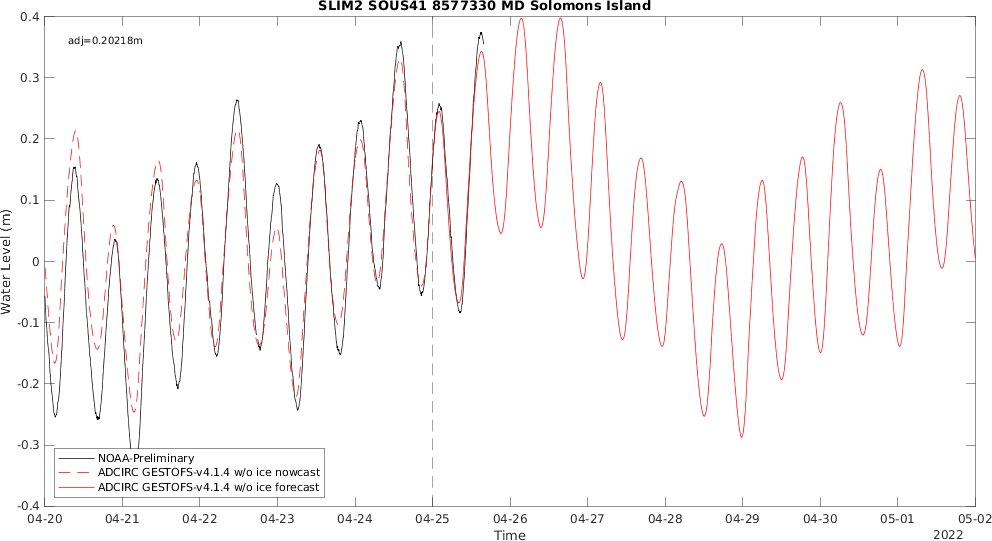 SLIM2 SOUS41 8577330 MD Solomons Island
adj=0.20218m
0.4
0.3
0.2
0.1
0
-0.1
-0.2
-0.3
-0.4
Water Level (m)
NOAA-Preliminary
ADCIRC GESTOFS-v4.1.4 w/o ice nowcast
ADCIRC GESTOFS-v4.1.4 w/o ice forecast
04-20 04-21 04-22 04-23 04-24 04-25 04-26 04-27 04-28 04-29 04-30 05-01 05-02
Time
2022